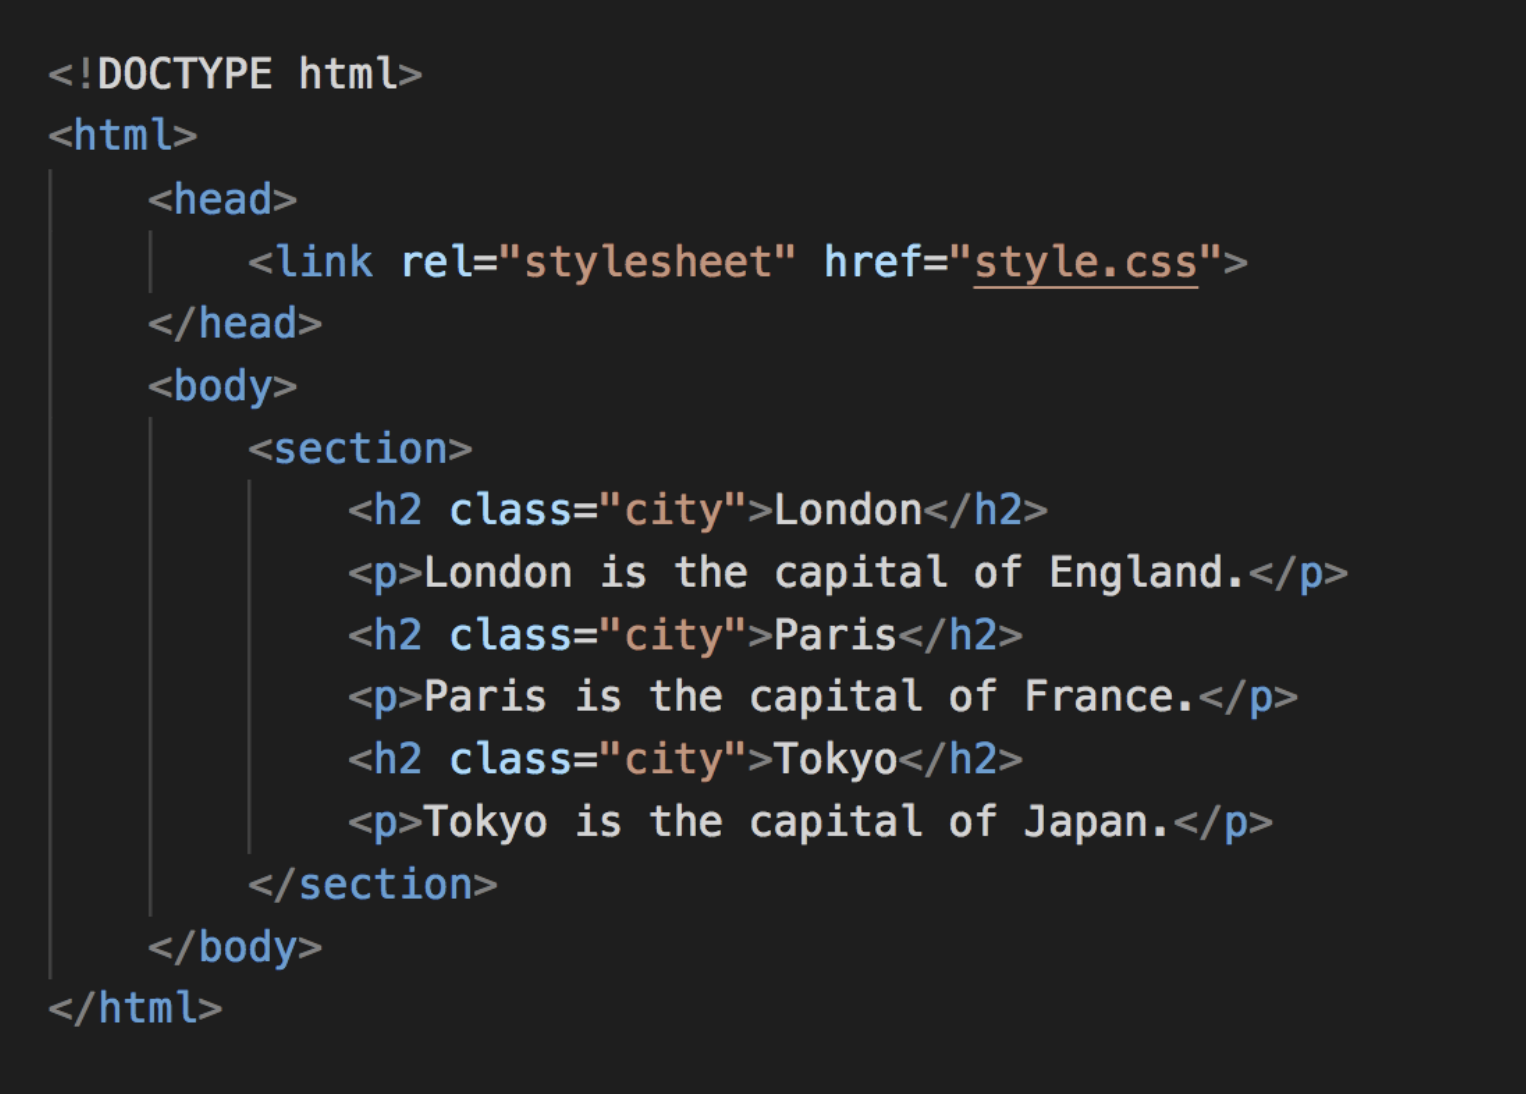 <!DOCTYPE html>
<html>
    <head>
        <link rel="stylesheet" href="style.css">
    </head>
    <body>
        <section>
            <h2 class="city">London</h2>
            <p>London is the capital of England.</p>
            <h2 class="city">Paris</h2>
            <p>Paris is the capital of France.</p>
            <h2 class="city">Tokyo</h2>
            <p>Tokyo is the capital of Japan.</p>
        </section>
    </body>
</html>